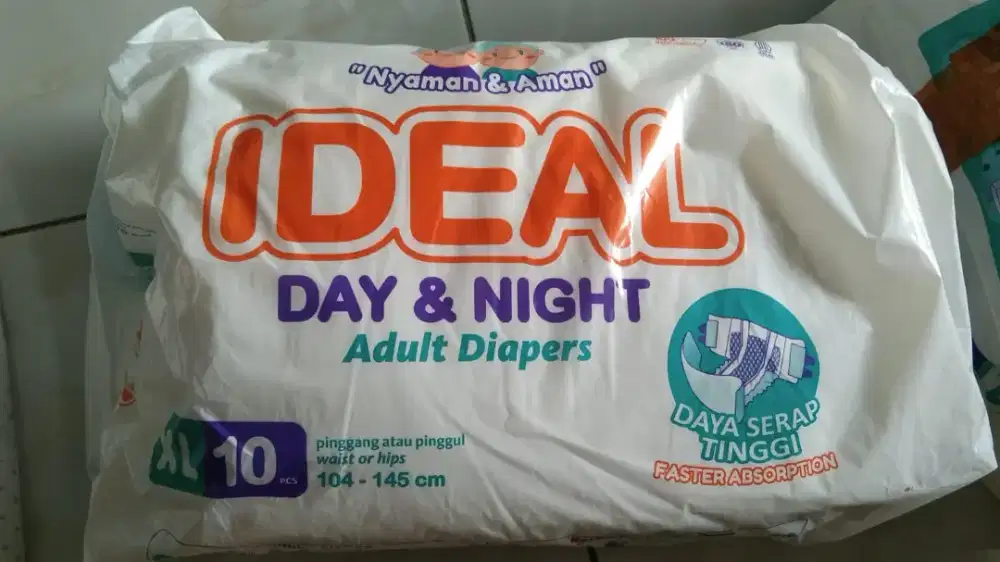 "Nyaman & Aman"
IDEAL
DAY & NIGHT
Adult Diapers
DAYA SERAP
TINGGI
FASTER ABSORPTION
XL 10 PCS
pinggang atau pinggul
waist or hips
104 - 145 cm